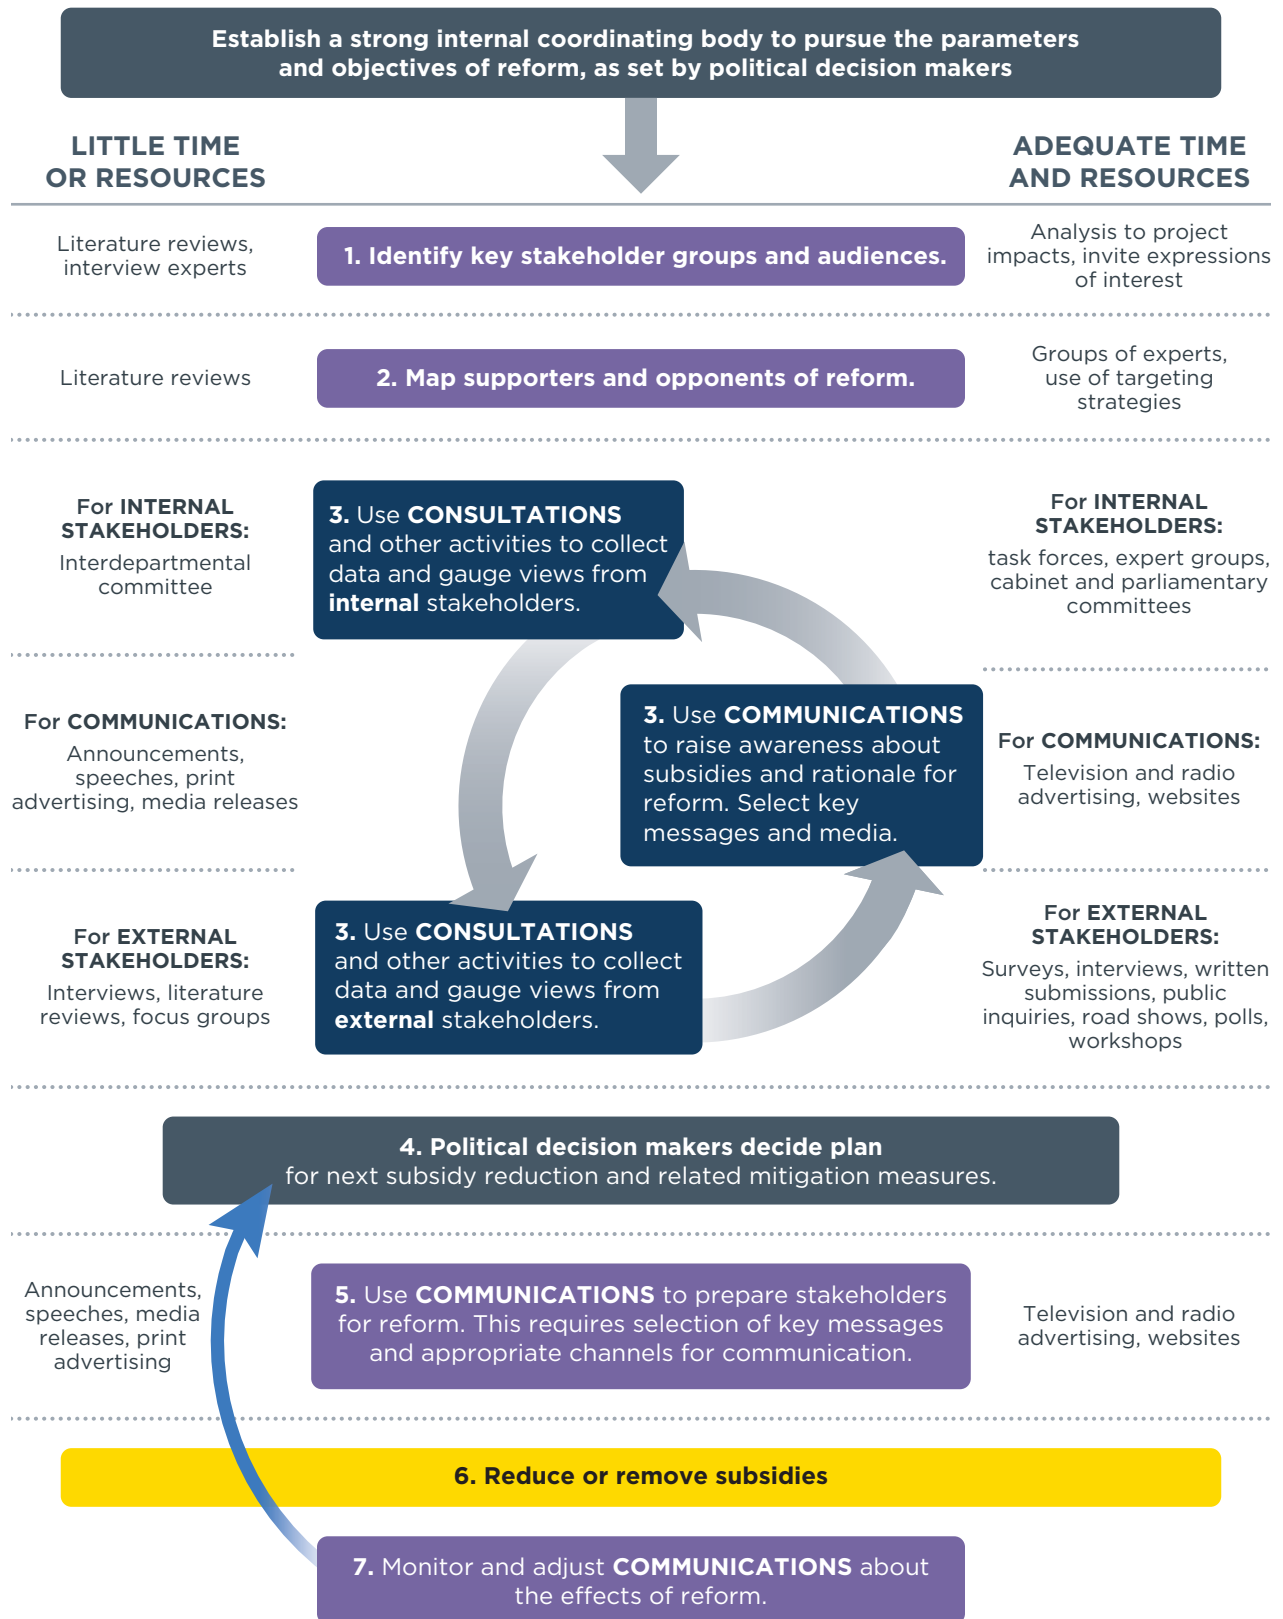 Establish a strong internal coordinating body to pursue the parameters
and objectives of reform, as set by political decision makers
LITTLE TIME
OR RESOURCES
ADEQUATE TIME
AND RESOURCES
Literature reviews,
interview experts
1. Identify key stakeholder groups and audiences.
Analysis to project
impacts, invite expressions
of interest
Literature reviews
2. Map supporters and opponents of reform.
Groups of experts,
use of targeting
strategies
For INTERNAL
STAKEHOLDERS:
Interdepartmental
committee
3. Use CONSULTATIONS
and other activities to collect
data and gauge views from
internal stakeholders.
For INTERNAL
STAKEHOLDERS:
task forces, expert groups,
cabinet and parliamentary
committees
For COMMUNICATIONS:
Announcements,
speeches, print
advertising, media releases
3. Use COMMUNICATIONS
to raise awareness about
subsidies and rationale for
reform. Select key
messages and media.
For COMMUNICATIONS:
Television and radio
advertising, websites
For EXTERNAL
STAKEHOLDERS:
Interviews, literature
reviews, focus groups
3. Use CONSULTATIONS
and other activities to collect
data and gauge views from
external stakeholders.
For EXTERNAL
STAKEHOLDERS:
Surveys, interviews, written
submissions, public
inquiries, road shows, polls,
workshops
4. Political decision makers decide plan
for next subsidy reduction and related mitigation measures.
Announcements,
speeches, media
releases, print
advertising
5. Use COMMUNICATIONS to prepare stakeholders
for reform. This requires selection of key messages
and appropriate channels for communication.
Television and radio
advertising, websites
6. Reduce or remove subsidies
7. Monitor and adjust COMMUNICATIONS about
the effects of reform.